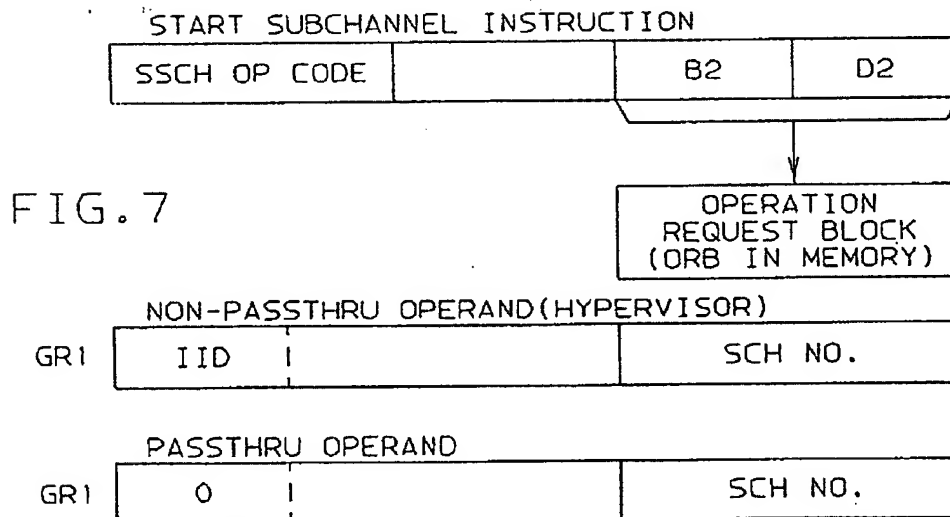 START SUBCHANNEL INSTRUCTION
SSCH OP CODE B2 D2
FIG.7
OPERATION
REQUEST BLOCK
(ORB IN MEMORY)
NON-PASSTHRU OPERAND(HYPERVISOR)
GR1 IID SCH NO.
PASSTHRU OPERAND
GR1 0 SCH NO.